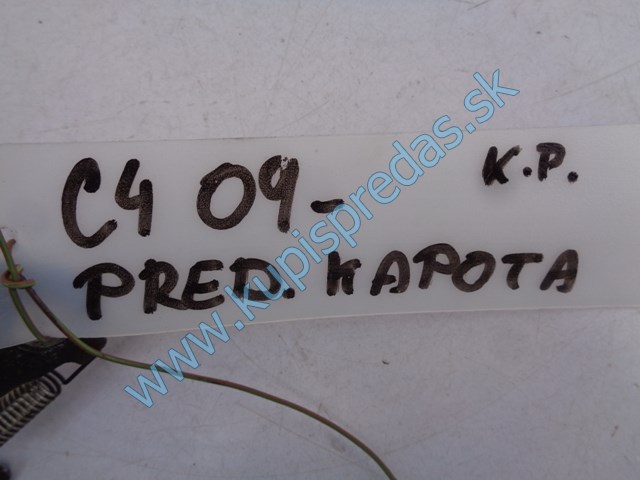 C4 09- K.P.
PRED. KAPOTA
www.kupispredas.sk